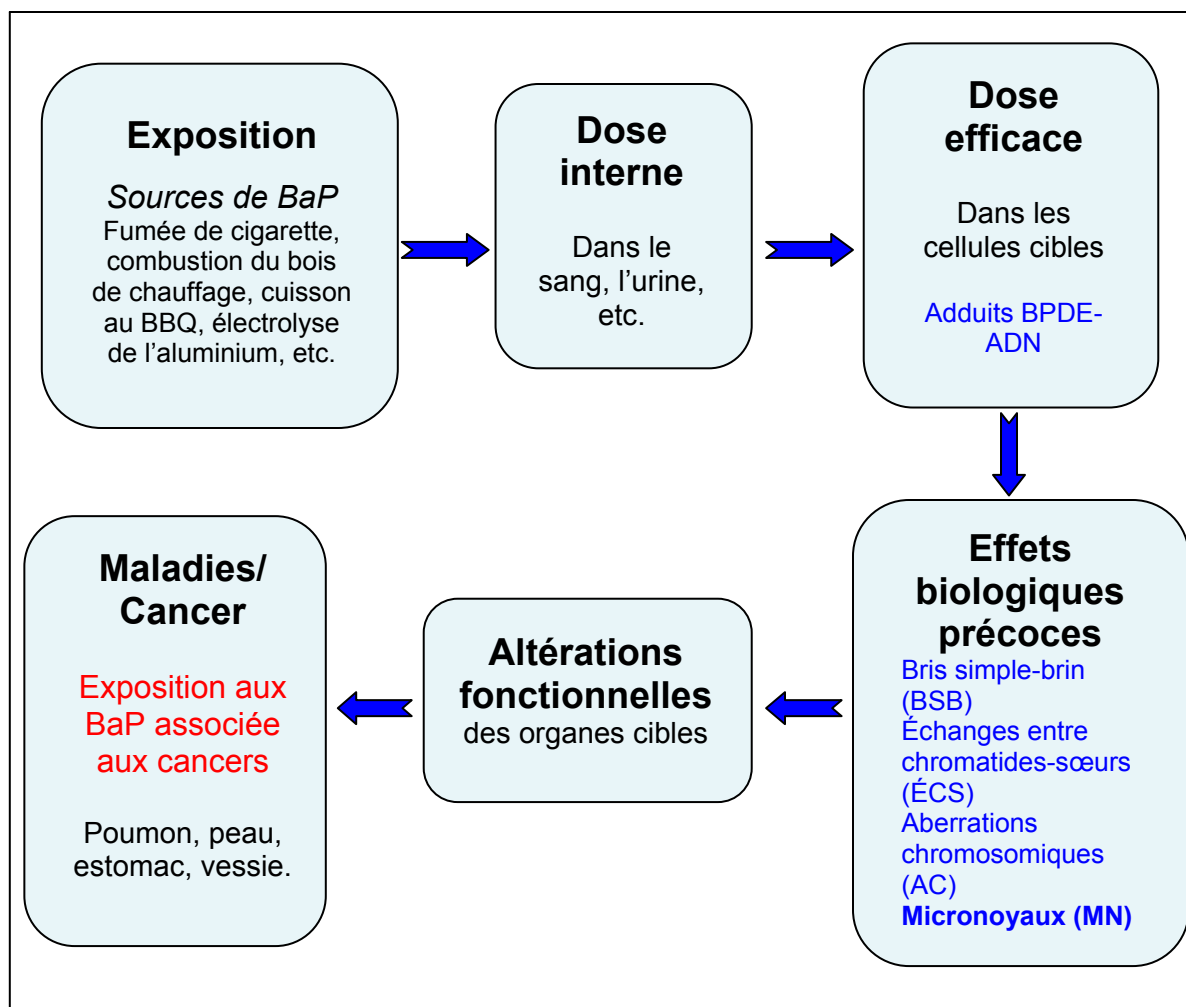 Exposition
Sources de BaP
Fumée de cigarette,
combustion du bois
de chauffage, cuisson
au BBQ, électrolyse
de l'aluminium, etc.
Dose
interne
Dans le
sang, l'urine,
etc.
Dose
efficace
Dans les
cellules cibles
Adduits BPDE-
ADN
Effets
biologiques
précoces
Bris simple-brin
(BSB)
Échanges entre
chromatides-sœurs
(ÉCS)
Aberrations
chromosomiques
(AC)
Micronoyaux (MN)
Altérations
fonctionnelles
des organes cibles
Maladies/
Cancer
Exposition aux
BaP associée
aux cancers
Poumon, peau,
estomac, vessie.